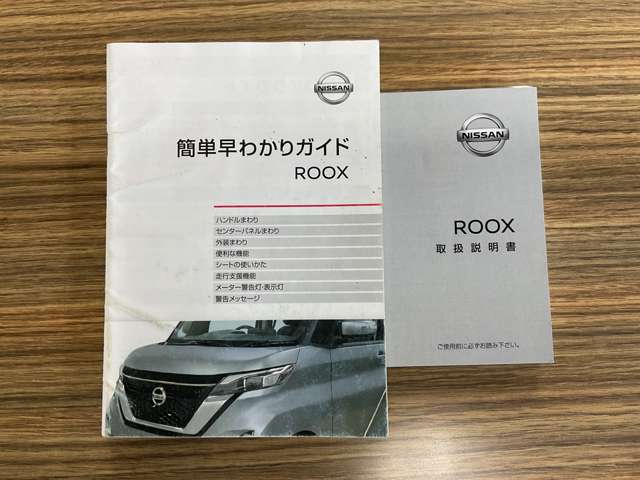 NISSAN
簡単早わかりガイド
ROOX
ハンドルまわり
センターパネルまわり
外装まわり
便利な機能
シートの使いかた
走行支援機能
メーター警告灯・表示灯
警告メッセージ
NISSAN
ROOX
取扱説明書
ご使用前に必ずお読み下さい。